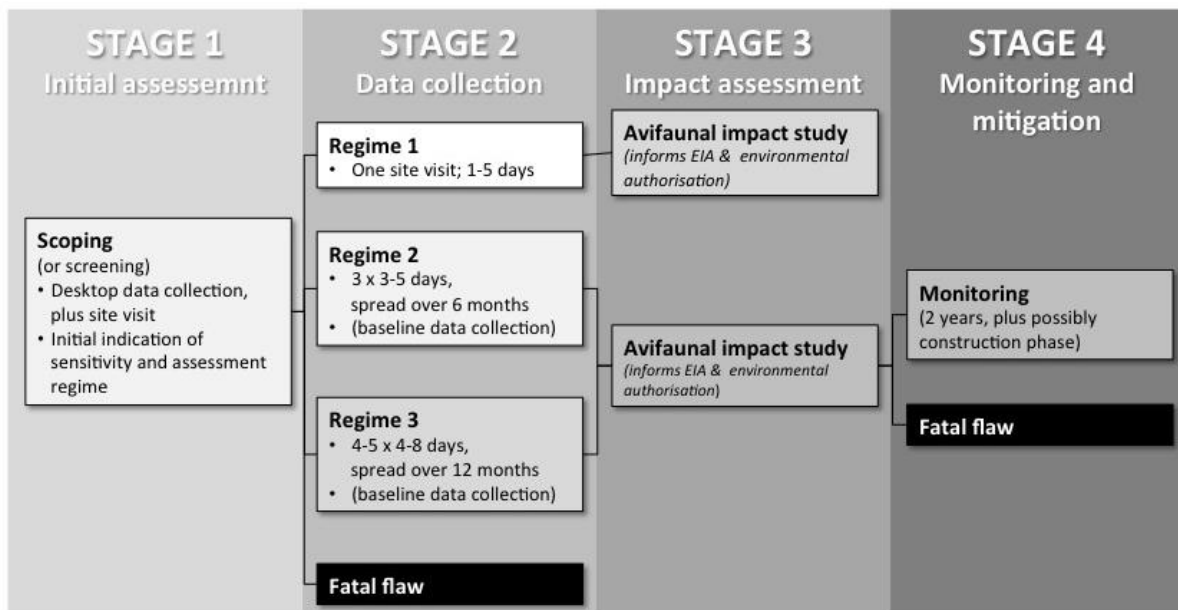 STAGE 1
Initial assessemnt
STAGE 2
Data collection
STAGE 3
Impact assessment
STAGE 4
Monitoring and
mitigation
Scoping
(or screening)
• Desktop data collection,
plus site visit
• Initial indication of
sensitivity and assessment
regime
Regime 1
• One site visit; 1-5 days
Regime 2
• 3 x 3-5 days,
spread over 6 months
• (baseline data collection)
Regime 3
• 4-5 x 4-8 days,
spread over 12 months
• (baseline data collection)
Fatal flaw
Avifaunal impact study
(informs EIA & environmental
authorisation)
Avifaunal impact study
(informs EIA & environmental
authorisation)
Monitoring
(2 years, plus possibly
construction phase)
Fatal flaw